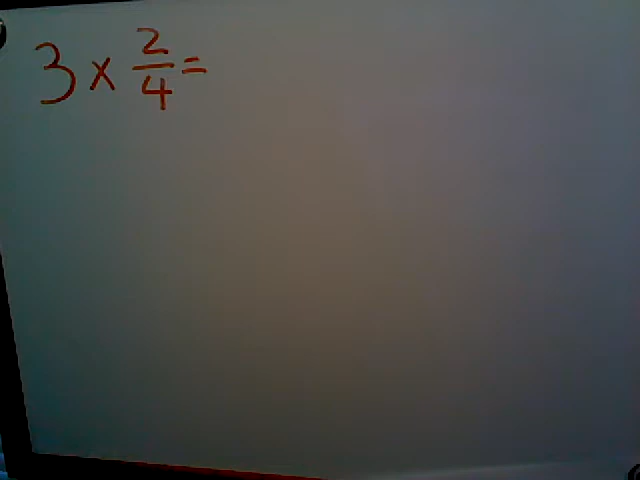 3 × 2/4 =